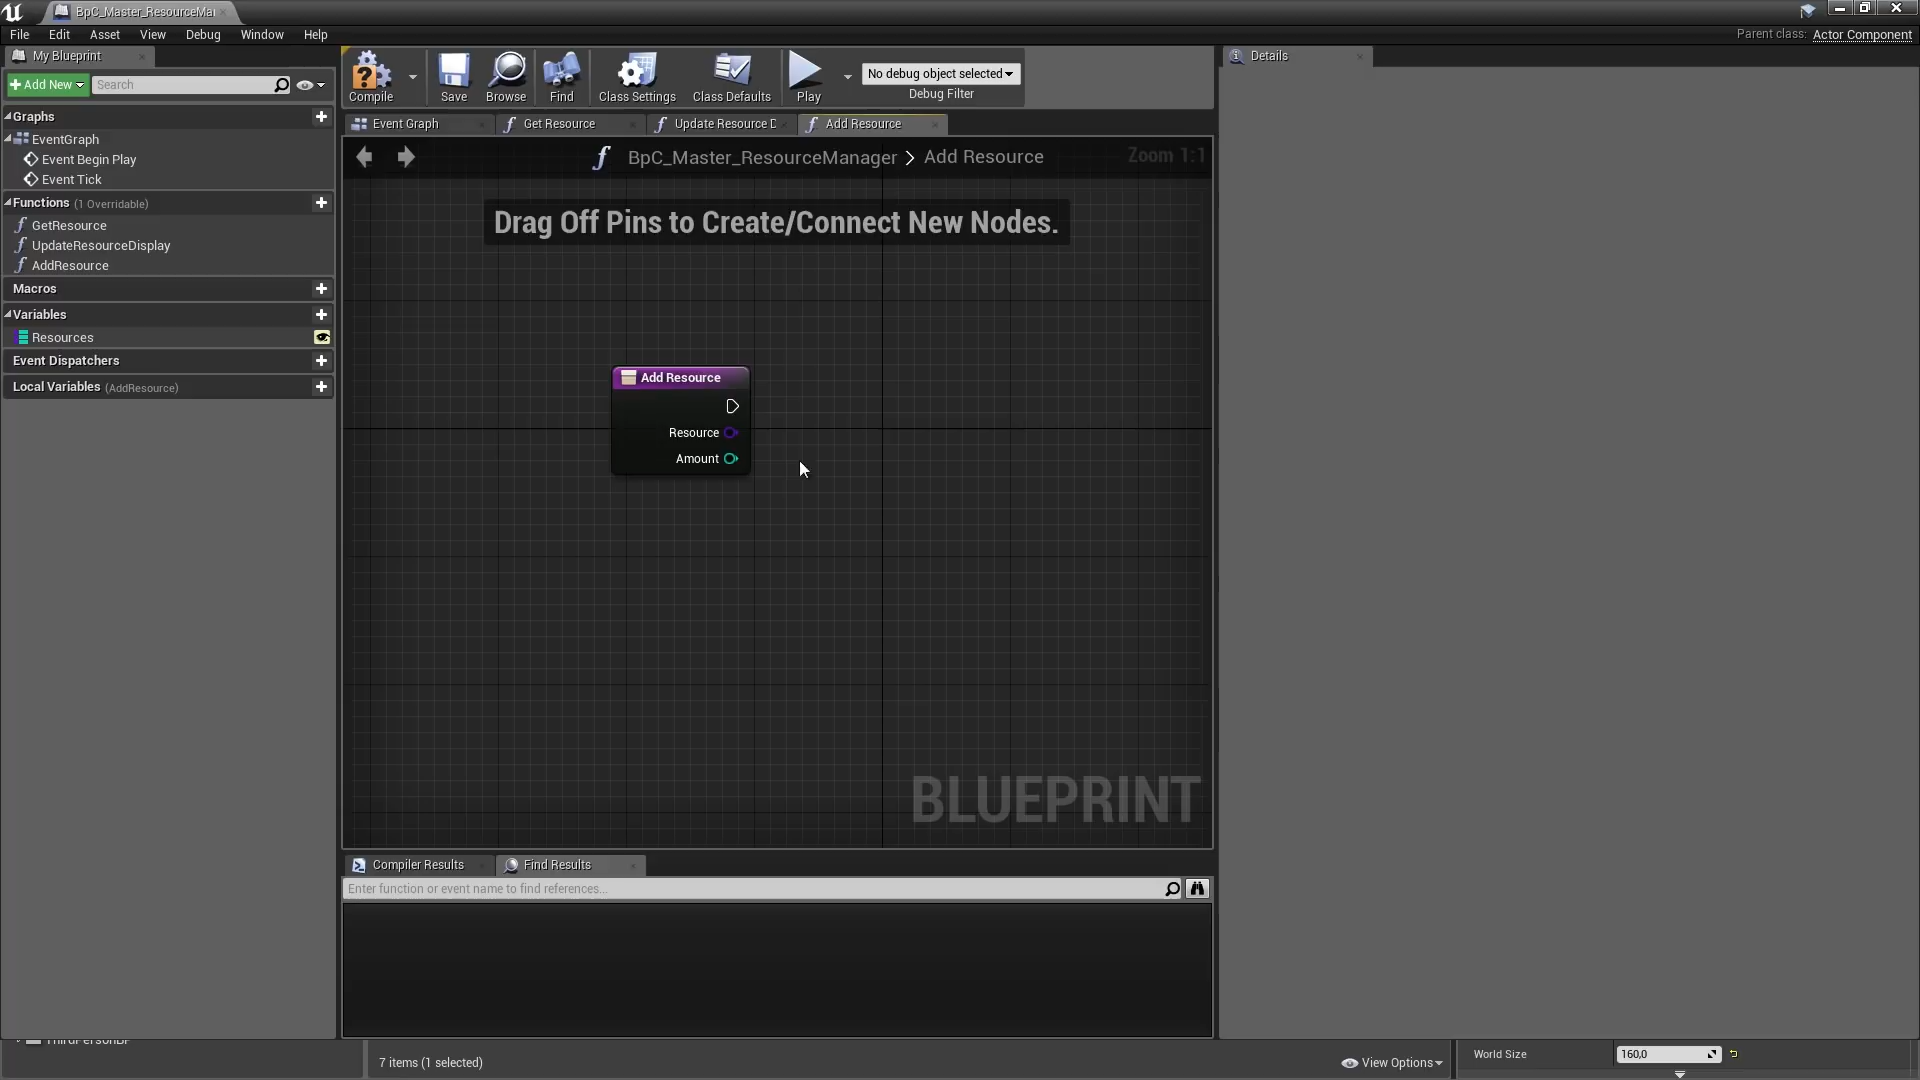 BpC_Master_ResourceMa
File Edit Asset View Debug Window Help
Parent class: Actor Component
My Blueprint
Add New
Search
Graphs
EventGraph
Event Begin Play
Event Tick
Functions (1 Overridable)
GetResource
UpdateResourceDisplay
AddResource
Macros
Variables
Resources
Event Dispatchers
Local Variables (AddResource)
Compile
Save
Browse
Find
Class Settings
Class Defaults
Play
No debug object selected
Debug Filter
Event Graph
Get Resource
Update Resource D
Add Resource
BpC_Master_ResourceManager > Add Resource
Zoom 1:1
Drag Off Pins to Create/Connect New Nodes.
Add Resource
Resource
Amount
BLUEPRINT
Compiler Results
Find Results
Enter function or event name to find references...
Details
ThirdPersonBP
7 items (1 selected)
View Options
World Size
160,0